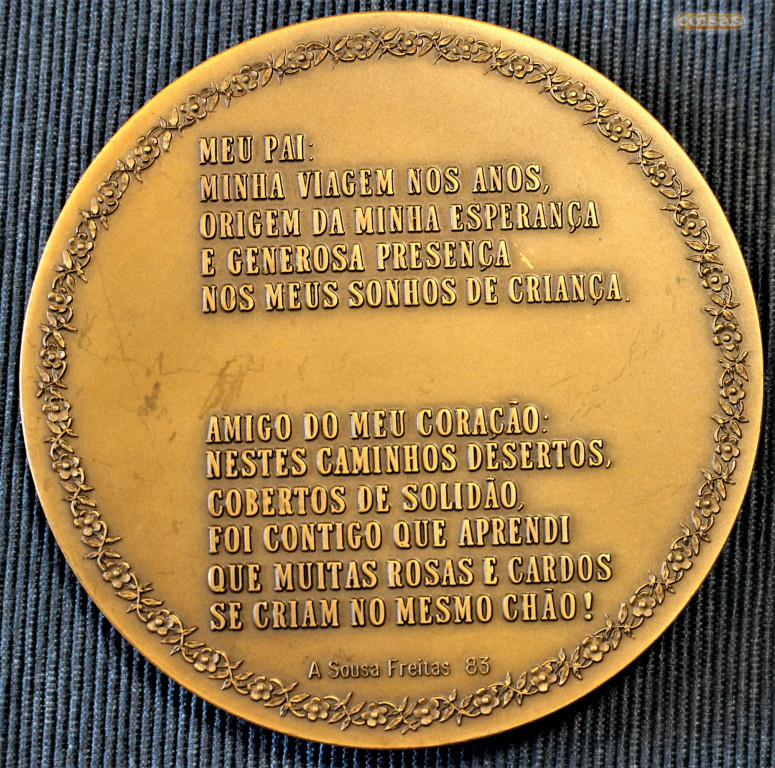 coisas
MEU PAI:
MINHA VIAGEM NOS ANOS,
ORIGEM DA MINHA ESPERANÇA
E GENEROSA PRESENÇA
NOS MEUS SONHOS DE CRIANÇA.
AMIGO DO MEU CORAÇÃO:
NESTES CAMINHOS DESERTOS,
COBERTOS DE SOLIDÃO,
FOI CONTIGO QUE APRENDI
QUE MUITAS ROSAS E CARDOS
SE CRIAM NO MESMO CHÃO!
A Sousa Freitas 83